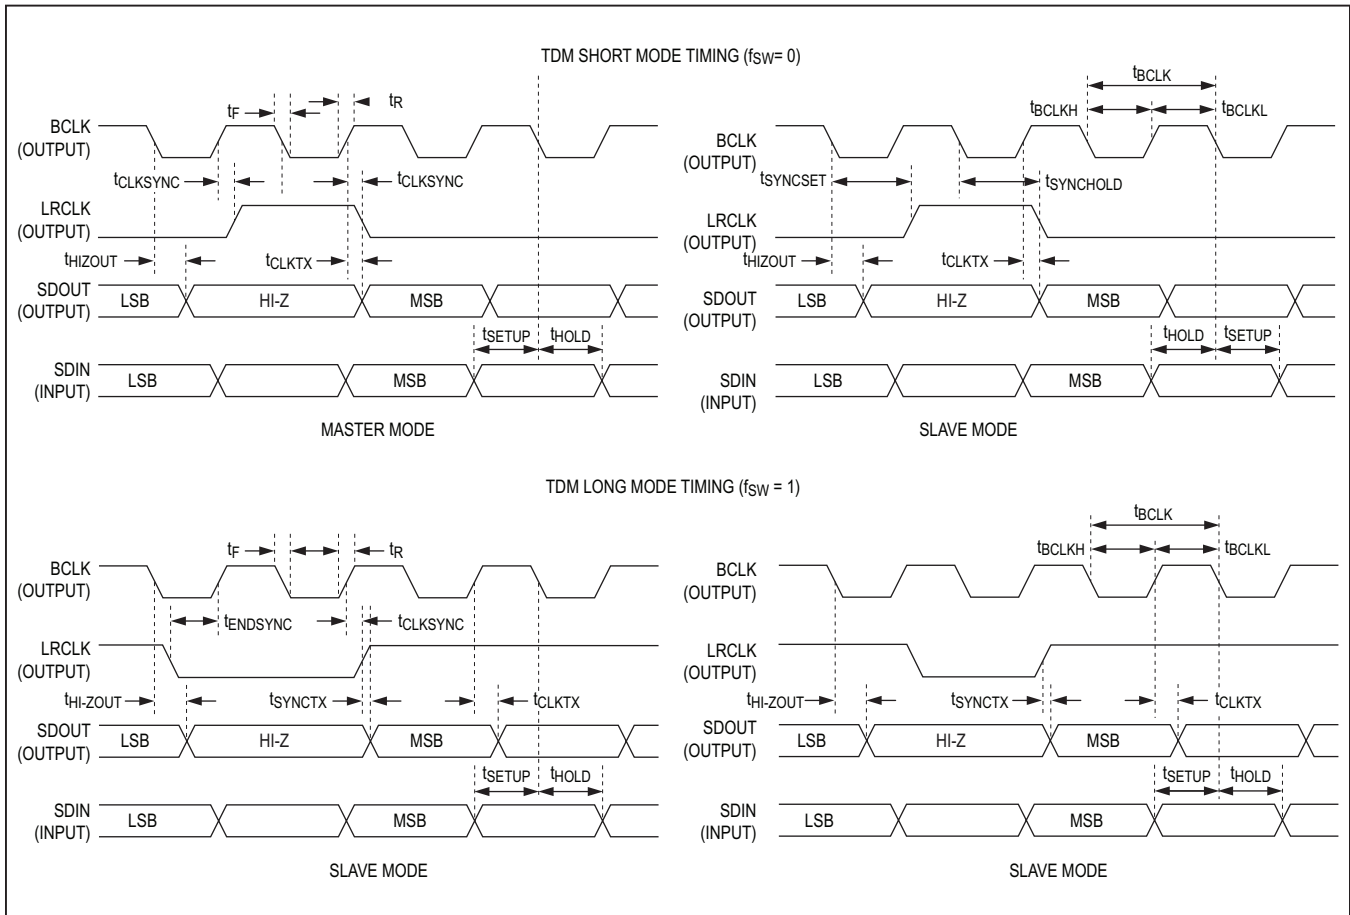 TDM SHORT MODE TIMING (fSW= 0)
tF
tR
BCLK
(OUTPUT)
tCLKSYNC
tCLKSYNC
LRCLK
(OUTPUT)
tHIZOUT
tCLKTX
SDOUT
(OUTPUT)
LSB
HI-Z
MSB
tSETUP
tHOLD
SDIN
(INPUT)
LSB
MSB
MASTER MODE
tBCLK
tBCLKH
tBCLKL
BCLK
(OUTPUT)
tSYNCSET
tSYNCHOLD
LRCLK
(OUTPUT)
tHIZOUT
tCLKTX
SDOUT
(OUTPUT)
LSB
HI-Z
MSB
tHOLD
tSETUP
SDIN
(INPUT)
LSB
MSB
SLAVE MODE
TDM LONG MODE TIMING (fSW = 1)
tF
tR
BCLK
(OUTPUT)
tENDSYNC
tCLKSYNC
LRCLK
(OUTPUT)
tHI-ZOUT
tSYNCTX
tCLKTX
SDOUT
(OUTPUT)
LSB
HI-Z
MSB
tSETUP
tHOLD
SDIN
(INPUT)
LSB
MSB
SLAVE MODE
tBCLK
tBCLKH
tBCLKL
BCLK
(OUTPUT)
LRCLK
(OUTPUT)
tHI-ZOUT
tSYNCTX
tCLKTX
SDOUT
(OUTPUT)
LSB
HI-Z
MSB
tSETUP
tHOLD
SDIN
(INPUT)
LSB
MSB
SLAVE MODE